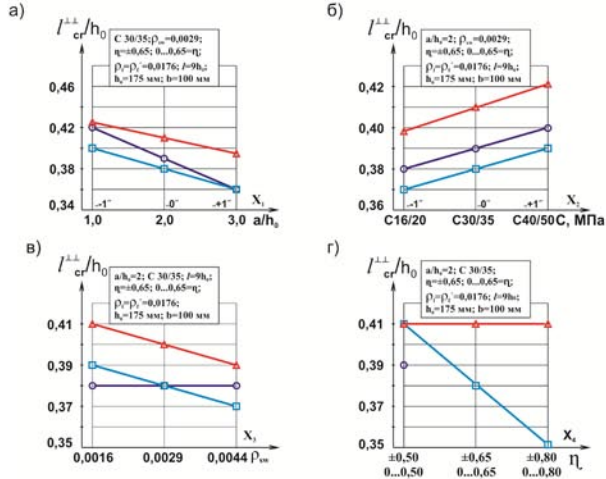 а)
l⊥⊥cr/h0
C 30/35; ρsw=0,0029;
η=±0,65; 0...0,65=η;
ρf=ρf'=0,0176; l=9h0;
h0=175 мм; b=100 мм
0,46
0,42
0,38
0,34
„-1" „-0" „+1" X1
1,0 2,0 3,0 a/h0
б)
l⊥⊥cr/h0
a/h0=2; ρsw=0,0029;
η=±0,65; 0...0,65=η;
ρf=ρf'=0,0176; l=9h0;
h0=175 мм; b=100 мм
0,42
0,40
0,38
0,36
„-1" „-0" „+1" X2
C16/20 C30/35 C40/50 C, МПа
в)
l⊥⊥cr/h0
a/h0=2; C 30/35; l=9h0;
η=±0,65; 0...0,65=η;
ρf=ρf'=0,0176;
h0=175 мм; b=100 мм
0,41
0,39
0,37
0,35
X3
0,0016 0,0029 0,0044 ρsw
г)
l⊥⊥cr/h0
a/h0=2; C 30/35;
η=±0,65; 0...0,65=η;
ρf=ρf'=0,0176; l=9h0;
h0=175 мм; b=100 мм
0,41
0,39
0,37
0,35
X4
±0,50 ±0,65 ±0,80 η
0...0,50 0...0,65 0...0,80